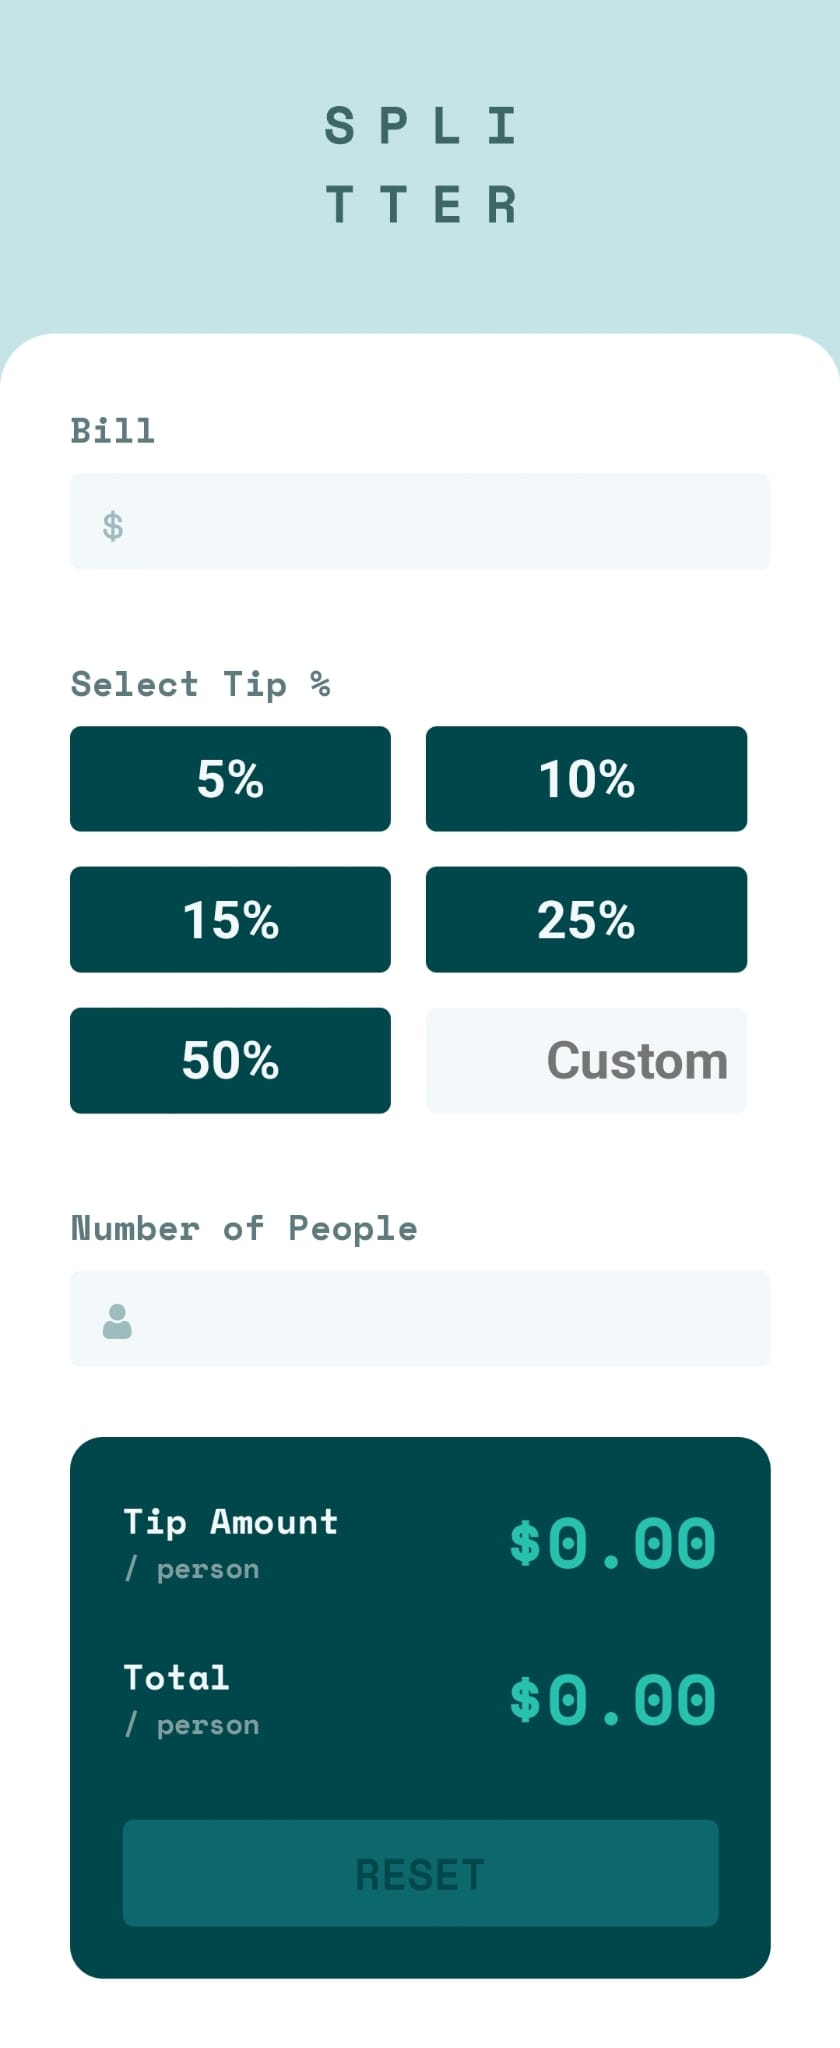 SPLI
TTER
Bill
$
Select Tip %
5%
10%
15%
25%
50%
Custom
Number of People
Tip Amount
/ person
$0.00
Total
/ person
$0.00
RESET